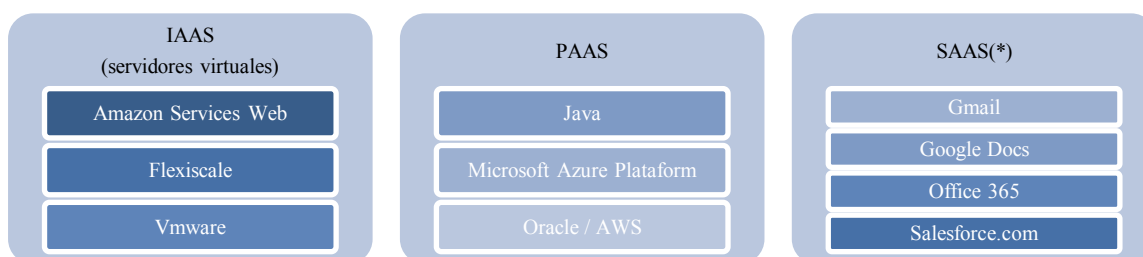 IAAS
(servidores virtuales)
Amazon Services Web
Flexiscale
Vmware
PAAS
Java
Microsoft Azure Plataform
Oracle / AWS
SAAS(*)
Gmail
Google Docs
Office 365
Salesforce.com